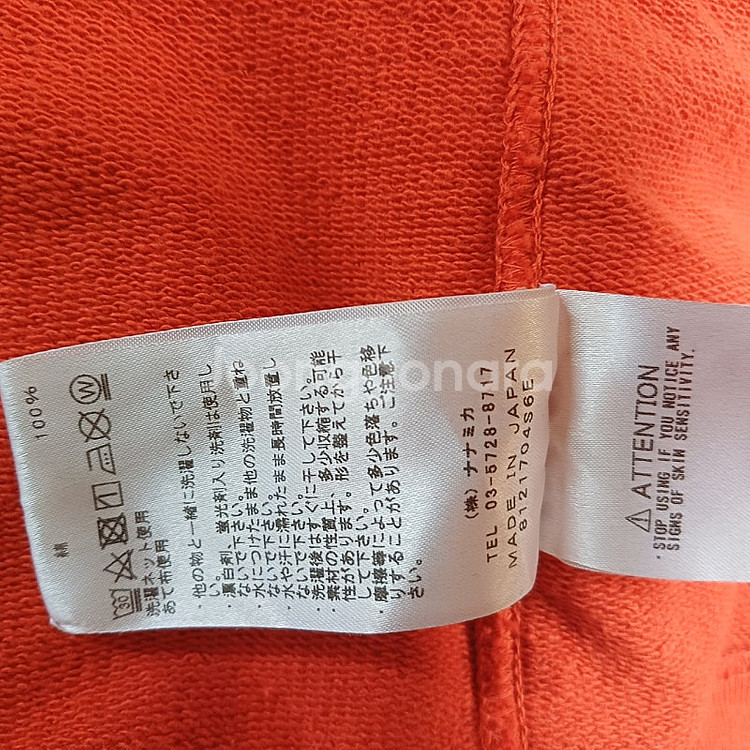 綿 100%
30
W
洗濯ネット使用
あて布使用
・他の物と一緒に洗濯しないで下さ
い。
・漂白剤、蛍光剤入り洗剤は使用し
ないで下さい。
・水につけたまま他の洗濯物と重ね
ないで下さい。
・水や汗に濡れたまま長時間放置し
ないで下さい。
・洗濯後はすぐに干して下さい。
・素材の性質上、多少収縮する可能
性があります。形を整えてから干
して下さい。
・摩擦等によって多少色落ちや色移
りすることがあります。ご注意下
さい。
(株) ナナミカ
TEL 03-5728-8717
MADE IN JAPAN
8121704S6E
ATTENTION
・STOP USING IF YOU NOTICE ANY
SIGNS OF SKIN SENSITIVITY.